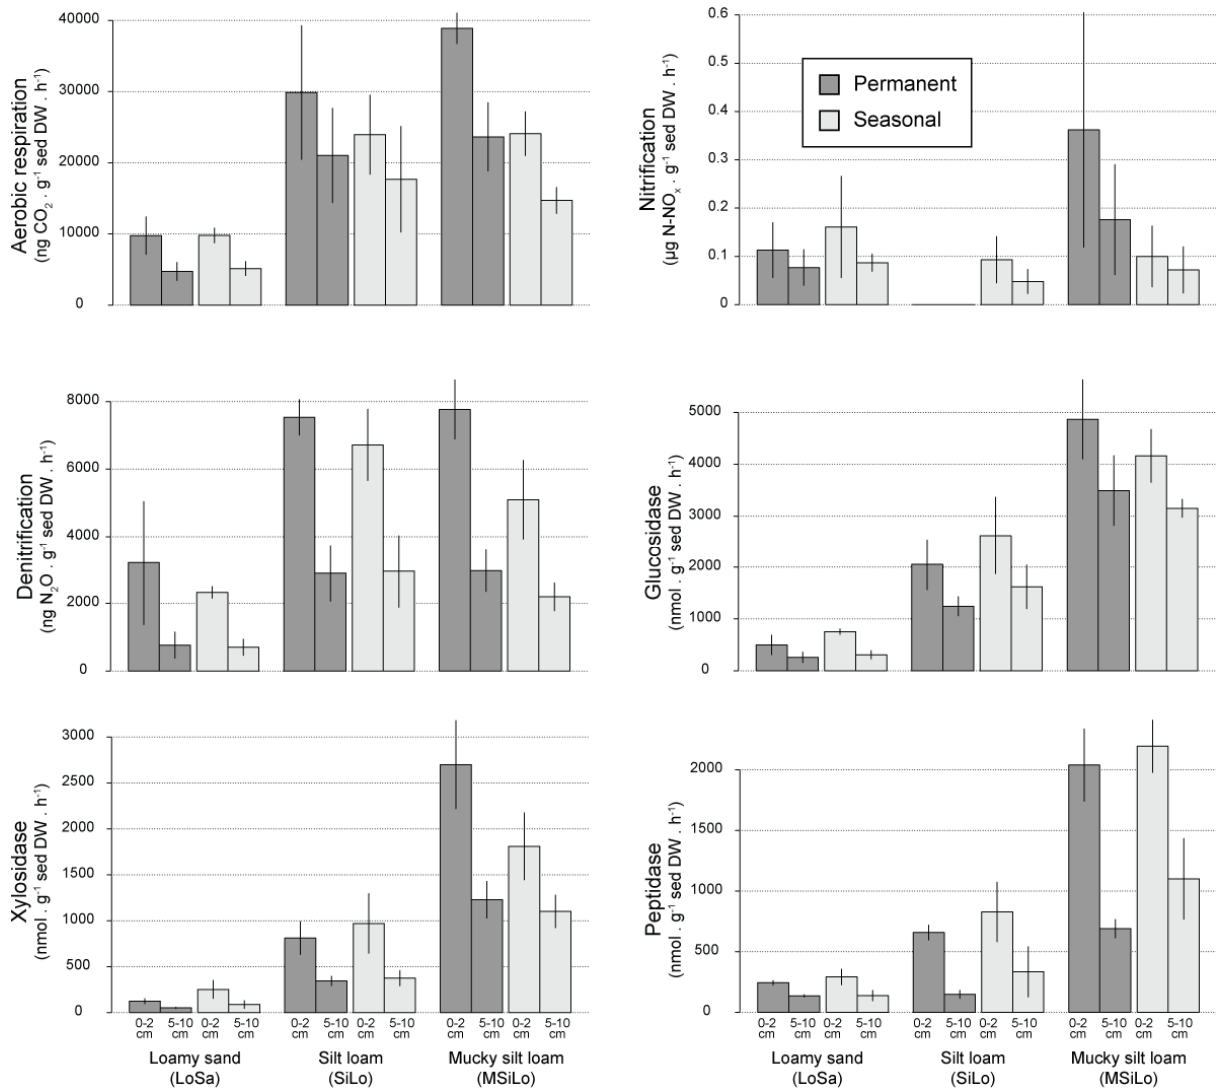 Aerobic respiration
(ng CO₂ . g⁻¹ sed DW . h⁻¹)
40000
30000
20000
10000
0
Nitrification
(µg N-NOₓ . g⁻¹ sed DW . h⁻¹)
0.6
0.5
0.4
0.3
0.2
0.1
0
Permanent
Seasonal
Denitrification
(ng N₂O . g⁻¹ sed DW . h⁻¹)
8000
6000
4000
2000
0
Glucosidase
(nmol . g⁻¹ sed DW . h⁻¹)
5000
4000
3000
2000
1000
0
Xylosidase
(nmol . g⁻¹ sed DW . h⁻¹)
3000
2500
2000
1500
1000
500
0
0-2 5-10 0-2 5-10 0-2 5-10 0-2 5-10 0-2 5-10 0-2 5-10
cm cm cm cm cm cm cm cm cm cm cm cm
Loamy sand Silt loam Mucky silt loam
(LoSa) (SiLo) (MSiLo)
Peptidase
(nmol . g⁻¹ sed DW . h⁻¹)
2000
1500
1000
500
0
0-2 5-10 0-2 5-10 0-2 5-10 0-2 5-10 0-2 5-10 0-2 5-10
cm cm cm cm cm cm cm cm cm cm cm cm
Loamy sand Silt loam Mucky silt loam
(LoSa) (SiLo) (MSiLo)